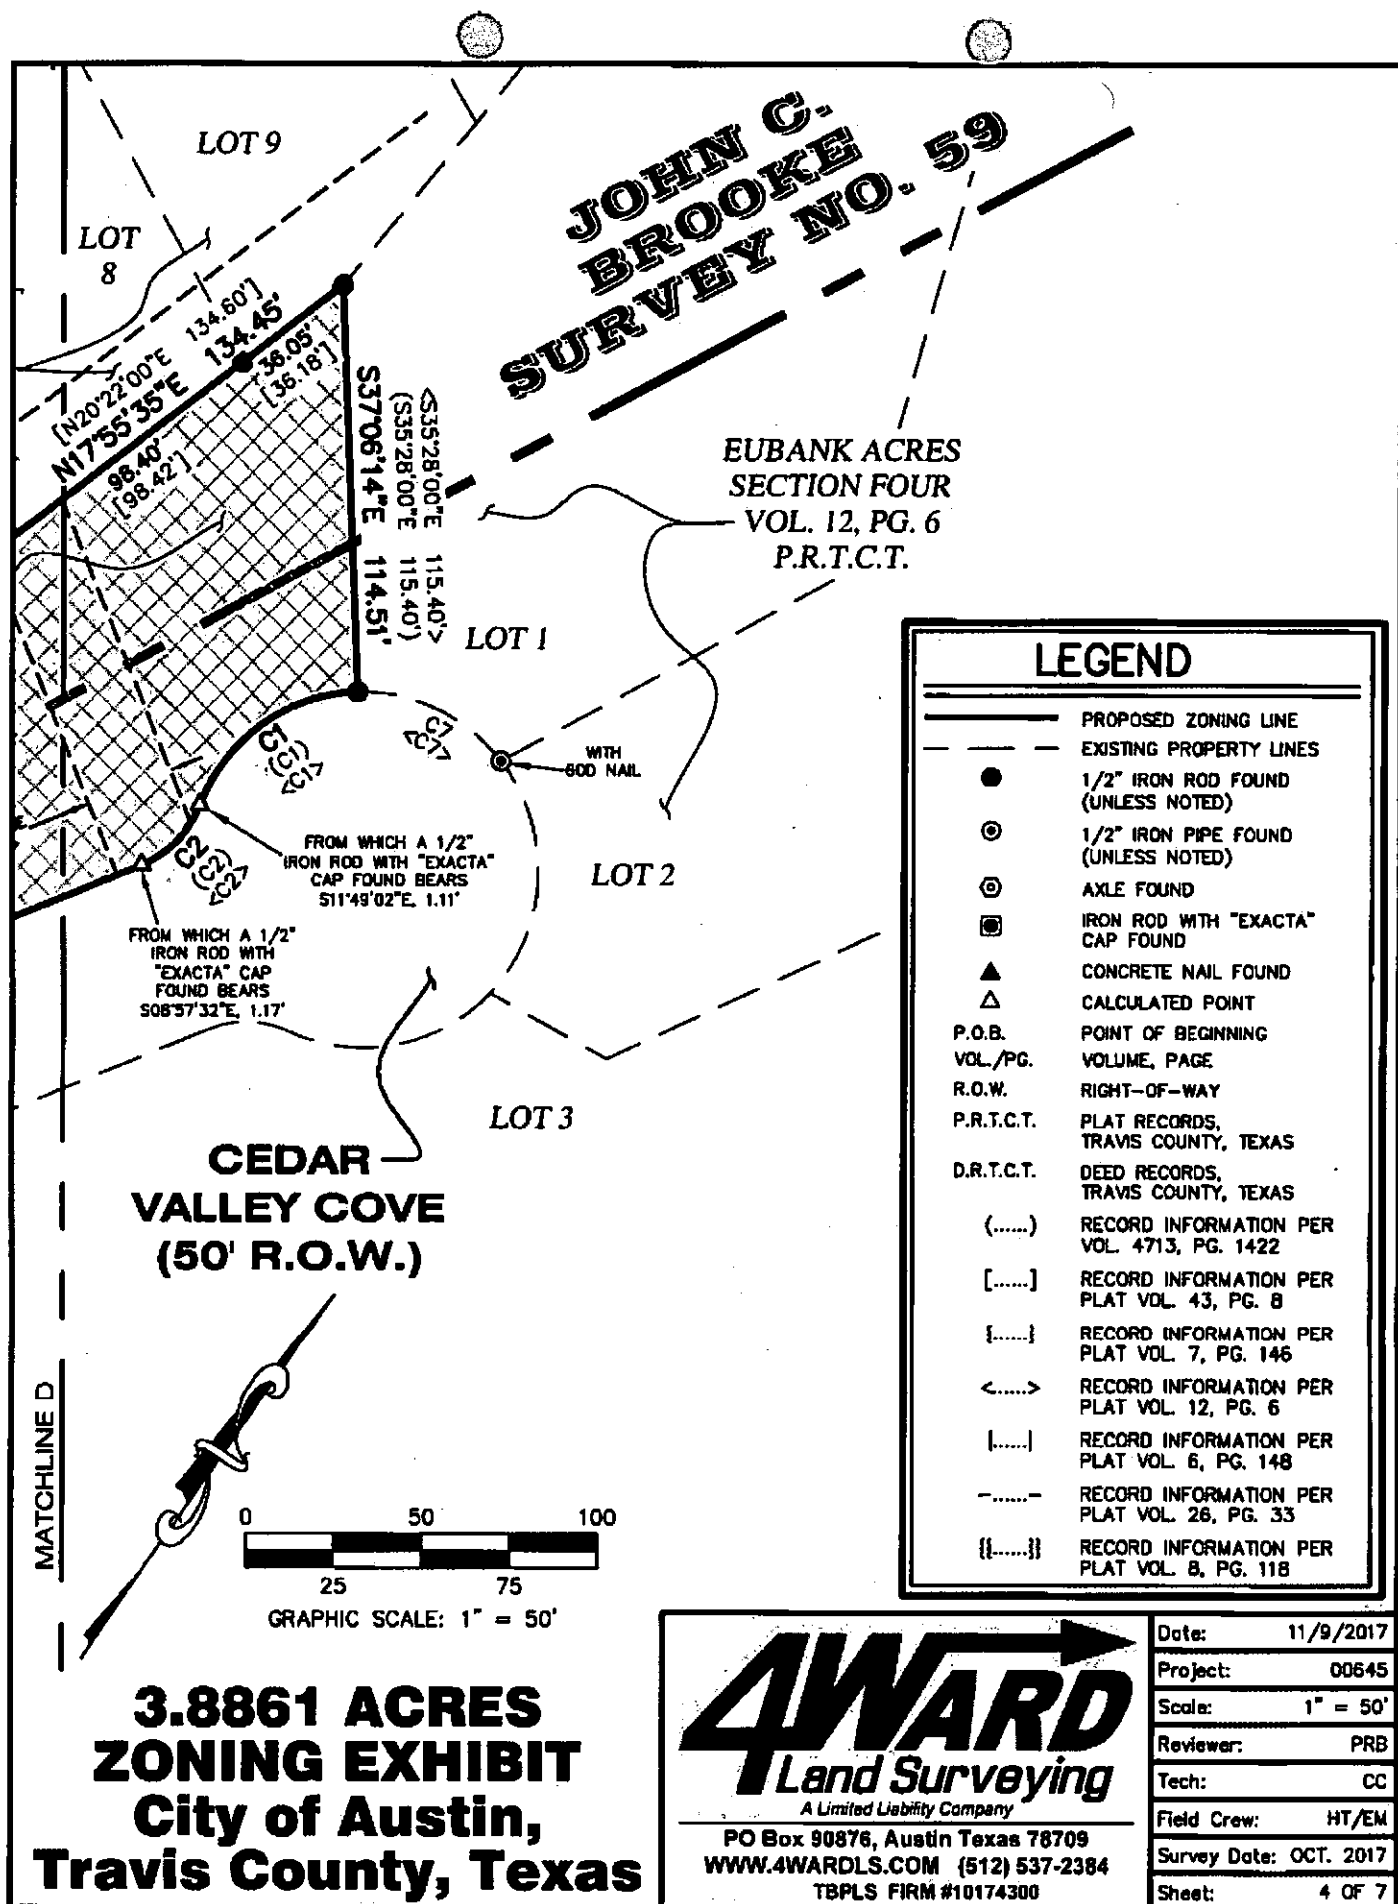 LOT 9
LOT
8
JOHN C.
BROOKE
SURVEY NO. 59
[N20°22'00"E 134.60']
N17°55'35"E 134.45'
36.05'
[36.18']
98.40'
[98.42']
<S35°28'00"E 115.40'>
(S35°28'00"E 115.40')
S37°06'14"E 114.51'
EUBANK ACRES
SECTION FOUR
VOL. 12, PG. 6
P.R.T.C.T.
LOT 1
C1
(C1)
<C1>
C7
<C7>
WITH
60D NAIL
C2
(C2)
<C2>
FROM WHICH A 1/2"
IRON ROD WITH "EXACTA"
CAP FOUND BEARS
S11°49'02"E, 1.11'
LOT 2
FROM WHICH A 1/2"
IRON ROD WITH
"EXACTA" CAP
FOUND BEARS
S08°57'32"E, 1.17'
LOT 3
CEDAR
VALLEY COVE
(50' R.O.W.)
MATCHLINE D
0 50 100
25 75
GRAPHIC SCALE: 1" = 50'
LEGEND
PROPOSED ZONING LINE
EXISTING PROPERTY LINES
1/2" IRON ROD FOUND
(UNLESS NOTED)
1/2" IRON PIPE FOUND
(UNLESS NOTED)
AXLE FOUND
IRON ROD WITH "EXACTA"
CAP FOUND
CONCRETE NAIL FOUND
CALCULATED POINT
P.O.B. POINT OF BEGINNING
VOL./PG. VOLUME, PAGE
R.O.W. RIGHT-OF-WAY
P.R.T.C.T. PLAT RECORDS,
TRAVIS COUNTY, TEXAS
D.R.T.C.T. DEED RECORDS,
TRAVIS COUNTY, TEXAS
(......) RECORD INFORMATION PER
VOL. 4713, PG. 1422
[......] RECORD INFORMATION PER
PLAT VOL. 43, PG. 8
{......} RECORD INFORMATION PER
PLAT VOL. 7, PG. 146
<......> RECORD INFORMATION PER
PLAT VOL. 12, PG. 6
|......| RECORD INFORMATION PER
PLAT VOL. 6, PG. 148
-......- RECORD INFORMATION PER
PLAT VOL. 26, PG. 33
{{......}} RECORD INFORMATION PER
PLAT VOL. 8, PG. 118
3.8861 ACRES
ZONING EXHIBIT
City of Austin,
Travis County, Texas
4WARD
Land Surveying
A Limited Liability Company
PO Box 90876, Austin Texas 78709
WWW.4WARDLS.COM (512) 537-2384
TBPLS FIRM #10174300
Date: 11/9/2017
Project: 00645
Scale: 1" = 50'
Reviewer: PRB
Tech: CC
Field Crew: HT/EM
Survey Date: OCT. 2017
Sheet: 4 OF 7